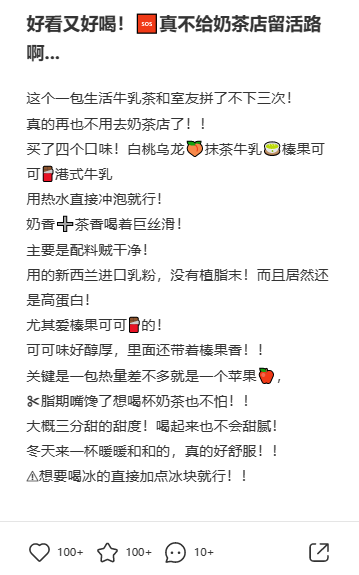 好看又好喝！🆘真不给奶茶店留活路
啊...
这个一包生活牛乳茶和室友拼了不下三次！
真的再也不用去奶茶店了！！
买了四个口味！白桃乌龙🍑抹茶牛乳🍵榛果可
可🍫港式牛乳
用热水直接冲泡就行！
奶香➕茶香喝着巨丝滑！
主要是配料贼干净！
用的新西兰进口乳粉，没有植脂末！而且居然还
是高蛋白！
尤其爱榛果可可🍫的！
可可味好醇厚，里面还带着榛果香！！
关键是一包热量差不多就是一个苹果🍎，
✂脂期嘴馋了想喝杯奶茶也不怕！！
大概三分甜的甜度！喝起来也不会甜腻！
冬天来一杯暖暖和和的，真的好舒服！！
⚠想要喝冰的直接加点冰块就行！！
100+ 100+ 10+